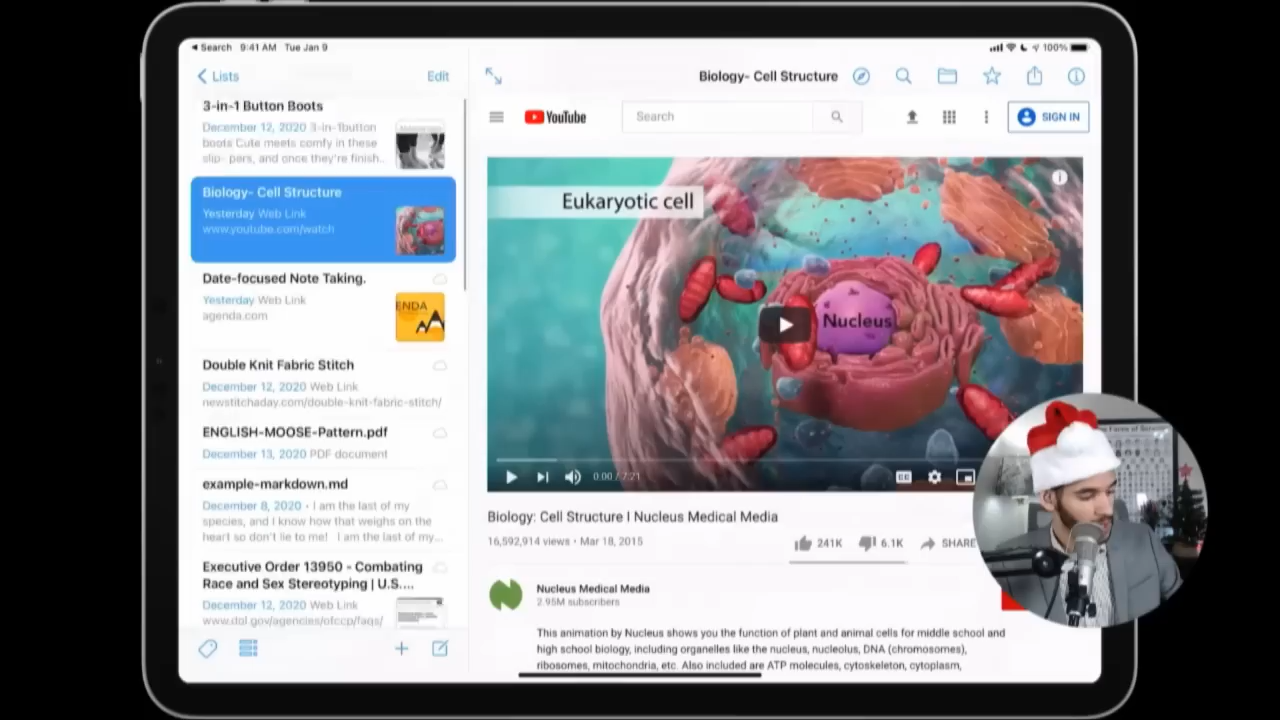 Search 9:41 AM Tue Jan 9
100%
Lists
Edit
3-in-1 Button Boots
December 12, 2020 3-in-1button
boots Cute meets comfy in these
slip- pers, and once they're finish...
Biology- Cell Structure
Yesterday Web Link
www.youtube.com/watch
Date-focused Note Taking.
Yesterday Web Link
agenda.com
ENDA
Double Knit Fabric Stitch
December 12, 2020 Web Link
newstitchaday.com/double-knit-fabric-stitch/
ENGLISH-MOOSE-Pattern.pdf
December 13, 2020 PDF document
example-markdown.md
December 8, 2020 • I am the last of my
species, and I know how that weighs on the
heart so don't lie to me! I am the last of my...
Executive Order 13950 - Combating
Race and Sex Stereotyping | U.S....
December 12, 2020 Web Link
www.dol.gov/agencies/ofccp/faqs/
Biology- Cell Structure
YouTube
Search
SIGN IN
Eukaryotic cell
Nucleus
0:00 / 7:21
CC
Biology: Cell Structure I Nucleus Medical Media
16,592,914 views • Mar 18, 2015
241K
6.1K
SHARE
Nucleus Medical Media
2.95M subscribers
This animation by Nucleus shows you the function of plant and animal cells for middle school and
high school biology, including organelles like the nucleus, nucleolus, DNA (chromosomes),
ribosomes, mitochondria, etc. Also included are ATP molecules, cytoskeleton, cytoplasm,